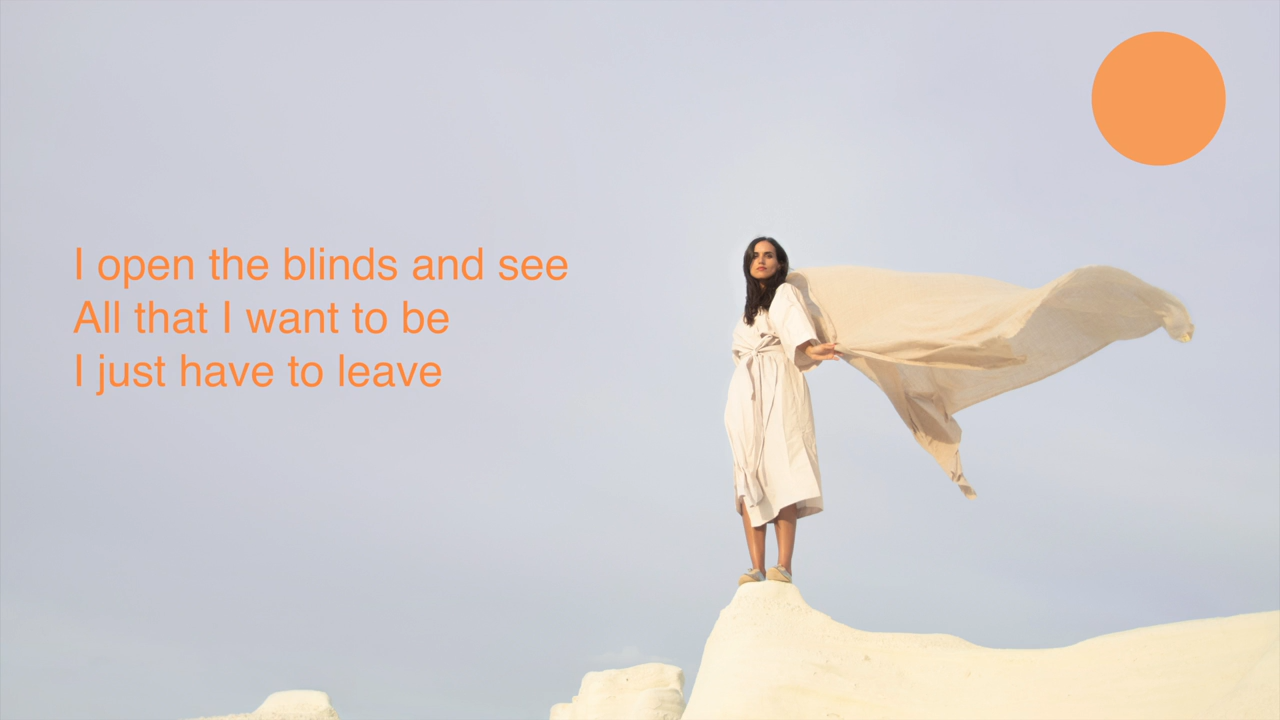 I open the blinds and see
All that I want to be
I just have to leave